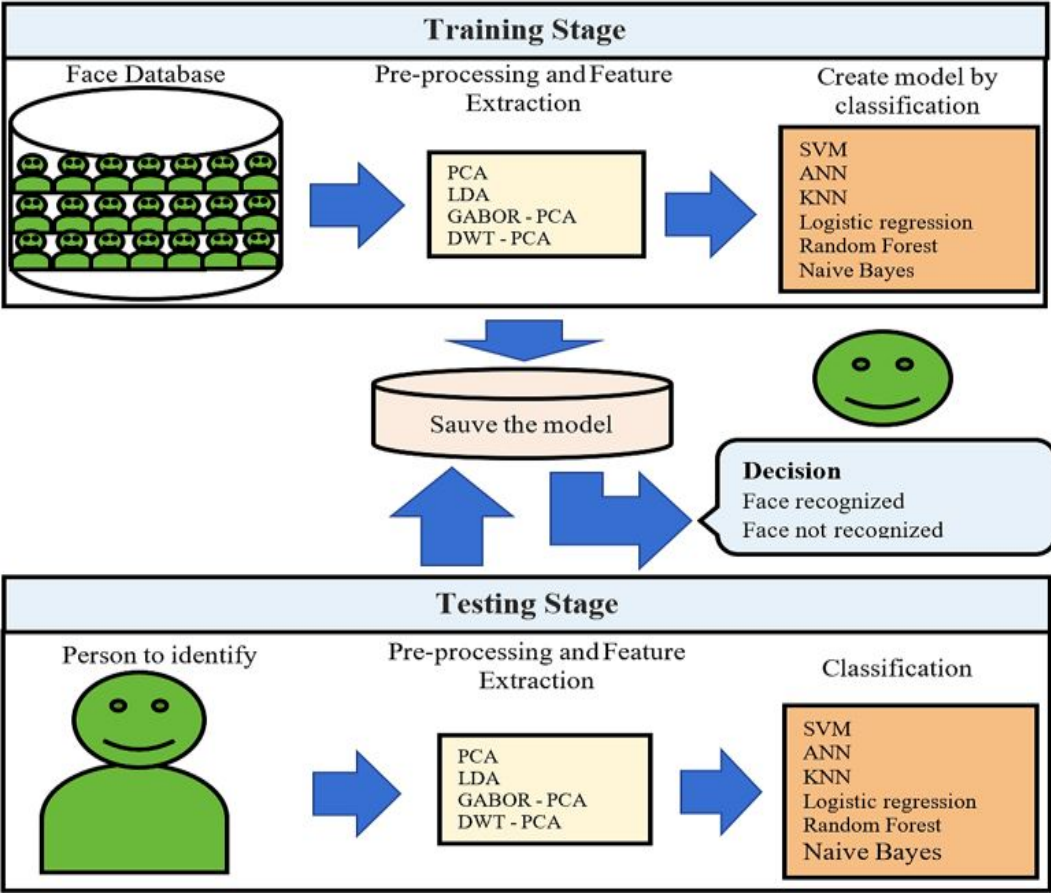 Training Stage
Face Database
Pre-processing and Feature
Extraction
Create model by
classification
PCA
LDA
GABOR - PCA
DWT - PCA
SVM
ANN
KNN
Logistic regression
Random Forest
Naive Bayes
Sauve the model
Decision
Face recognized
Face not recognized
Testing Stage
Person to identify
Pre-processing and Feature
Extraction
Classification
PCA
LDA
GABOR - PCA
DWT - PCA
SVM
ANN
KNN
Logistic regression
Random Forest
Naive Bayes